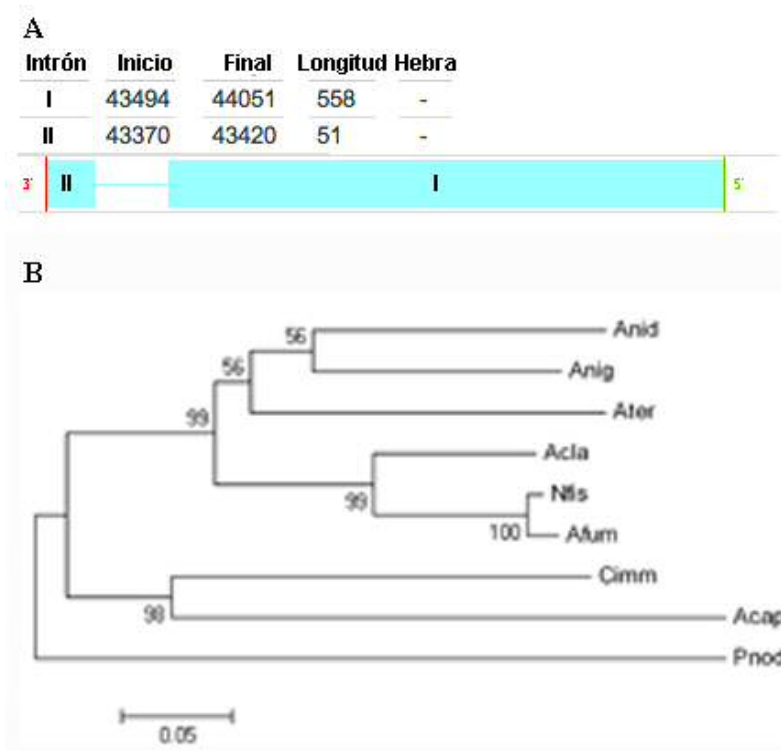 A
Intrón Inicio Final Longitud Hebra
I 43494 44051 558 -
II 43370 43420 51 -
3' II I 5'
B
Anid
56
Anig
56
Ater
99
Acla
99
Nfis
100
Afum
Cimm
98
Acap
Pnod
0.05